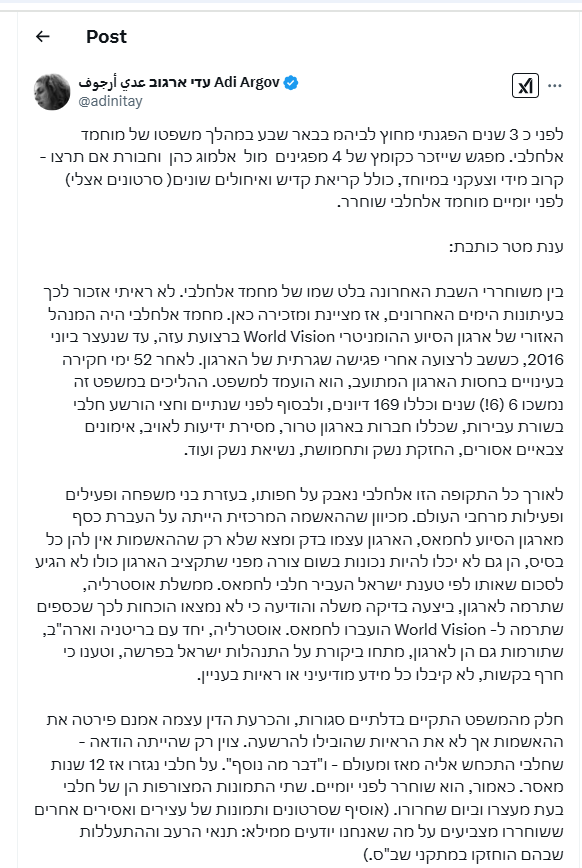 Post
Adi Argov עדי ארגוב عدي أرجوف
@adinitay
לפני כ 3 שנים הפגנתי מחוץ לביהמ בבאר שבע במהלך משפטו של מוחמד
אלחלבי. מפגש שייזכר כקומץ של 4 מפגינים מול אלמוג כהן וחבורת אם תרצו -
קרוב מידי וצעקני במיוחד, כולל קריאת קדיש ואיחולים שונים( סרטונים אצלי)
לפני יומיים מוחמד אלחלבי שוחרר.
ענת מטר כותבת:
בין משוחררי השבת האחרונה בלט שמו של מחמד אלחלבי. לא ראיתי אזכור לכך
בעיתונות הימים האחרונים, אז מציינת ומזכירה כאן. מחמד אלחלבי היה המנהל
האזורי של ארגון הסיוע ההומניטרי World Vision ברצועת עזה, עד שנעצר ביוני
2016, כששב לרצועה אחרי פגישה שגרתית של הארגון. לאחר 52 ימי חקירה
בעינויים בחסות הארגון המתועב, הוא הועמד למשפט. ההליכים במשפט זה
נמשכו 6 (6!) שנים וכללו 169 דיונים, ולבסוף לפני שנתיים וחצי הורשע חלבי
בשורת עבירות, שכללו חברות בארגון טרור, מסירת ידיעות לאויב, אימונים
צבאיים אסורים, החזקת נשק ותחמושת, נשיאת נשק ועוד.
לאורך כל התקופה הזו אלחלבי נאבק על חפותו, בעזרת בני משפחה ופעילים
ופעילות מרחבי העולם. מכיוון שההאשמה המרכזית הייתה על העברת כסף
מארגון הסיוע לחמאס, הארגון עצמו בדק ומצא שלא רק שההאשמות אין להן כל
בסיס, הן גם לא יכלו להיות נכונות בשום צורה מפני שתקציב הארגון כולו לא הגיע
לסכום שאותו לפי טענת ישראל העביר חלבי לחמאס. ממשלת אוסטרליה,
שתרמה לארגון, ביצעה בדיקה משלה והודיעה כי לא נמצאו הוכחות לכך שכספים
שתרמה ל- World Vision הועברו לחמאס. אוסטרליה, יחד עם בריטניה וארה"ב,
שתורמות גם הן לארגון, מתחו ביקורת על התנהלות ישראל בפרשה, וטענו כי
חרף בקשות, לא קיבלו כל מידע מודיעיני או ראיות בעניין.
חלק מהמשפט התקיים בדלתיים סגורות, והכרעת הדין עצמה אמנם פירטה את
ההאשמות אך לא את הראיות שהובילו להרשעה. צוין רק שהייתה הודאה -
שחלבי התכחש אליה מאז ומעולם - ו"דבר מה נוסף". על חלבי נגזרו אז 12 שנות
מאסר. כאמור, הוא שוחרר לפני יומיים. שתי התמונות המצורפות הן של חלבי
בעת מעצרו וביום שחרורו. (אוסיף שסרטונים ותמונות של עצירים ואסירים אחרים
ששוחררו מצביעים על מה שאנחנו יודעים ממילא: תנאי הרעב וההתעללות
שבהם הוחזקו במתקני שב"ס.)